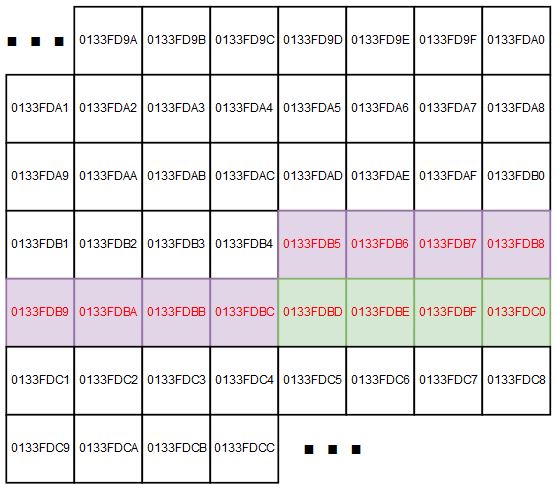 0133FD9A 0133FD9B 0133FD9C 0133FD9D 0133FD9E 0133FD9F 0133FDA0
0133FDA1 0133FDA2 0133FDA3 0133FDA4 0133FDA5 0133FDA6 0133FDA7 0133FDA8
0133FDA9 0133FDAA 0133FDAB 0133FDAC 0133FDAD 0133FDAE 0133FDAF 0133FDB0
0133FDB1 0133FDB2 0133FDB3 0133FDB4 0133FDB5 0133FDB6 0133FDB7 0133FDB8
0133FDB9 0133FDBA 0133FDBB 0133FDBC 0133FDBD 0133FDBE 0133FDBF 0133FDC0
0133FDC1 0133FDC2 0133FDC3 0133FDC4 0133FDC5 0133FDC6 0133FDC7 0133FDC8
0133FDC9 0133FDCA 0133FDCB 0133FDCC